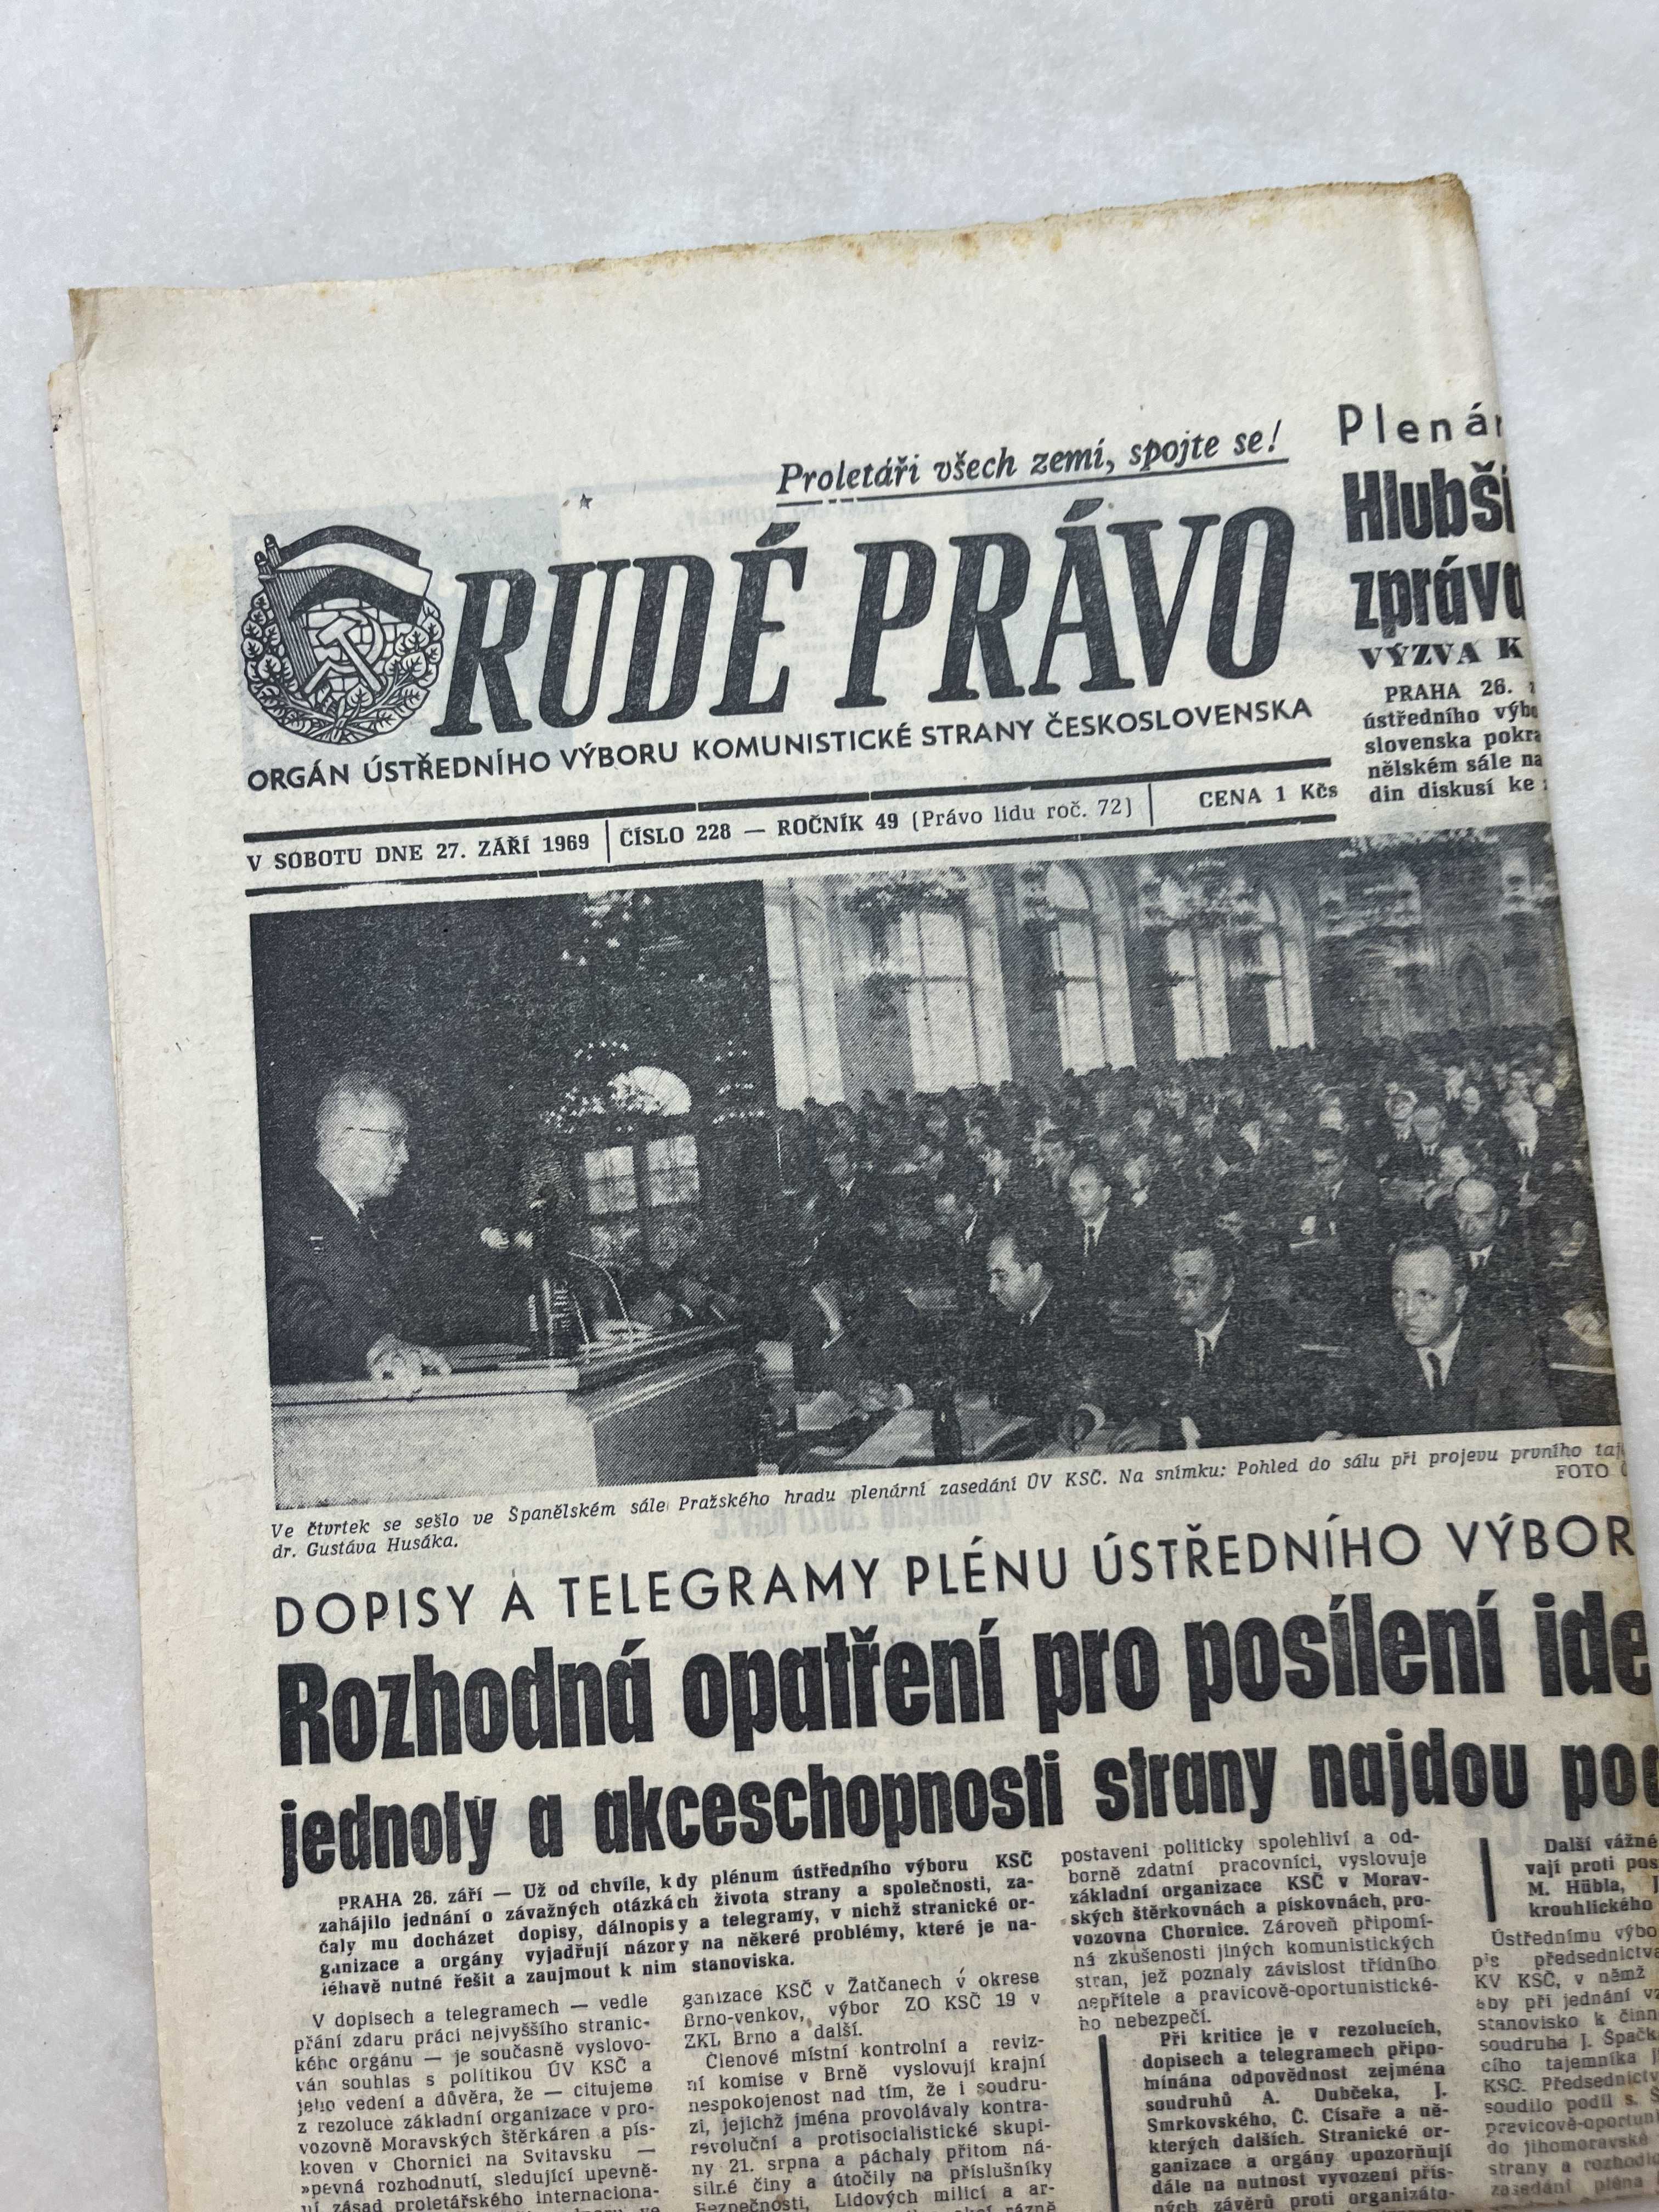 Proletáři všech zemí, spojte se!
RUDÉ PRÁVO
ORGÁN ÚSTŘEDNÍHO VÝBORU KOMUNISTICKÉ STRANY ČESKOSLOVENSKA
V SOBOTU DNE 27. ZÁŘÍ 1969
ČÍSLO 228 — ROČNÍK 49 (Právo lidu roč. 72)
CENA 1 Kčs
Plenár
Hlubší
zpráva
VÝZVA K
PRAHA 26.
ústředního výbo
slovenska pokra
nělském sále na
din diskusí ke
Ve čtvrtek se sešlo ve Španělském sále Pražského hradu plenární zasedání ÚV KSČ. Na snímku: Pohled do sálu při projevu prvního taj
FOTO
dr. Gustáva Husáka.
DOPISY A TELEGRAMY PLÉNU ÚSTŘEDNÍHO VÝBOR
Rozhodná opatření pro posílení ide
jednoty a akceschopnosti strany najdou pod
PRAHA 26. září — Už od chvíle, kdy plénum ústředního výboru KSČ
zahájilo jednání o závažných otázkách života strany a společnosti, za-
čaly mu docházet dopisy, dálnopisy a telegramy, v nichž stranické or-
ganizace a orgány vyjadřují názory na některé problémy, které je na-
léhavě nutné řešit a zaujmout k nim stanoviska.
V dopisech a telegramech — vedle
přání zdaru práci nejvyššího stranic-
kého orgánu — je současně vyslovo-
ván souhlas s politikou ÚV KSČ a
jeho vedení a důvěra, že — citujeme
z rezoluce základní organizace v pro-
vozovně Moravských štěrkáren a pís-
koven v Chornici na Svitavsku —
»pevná rozhodnutí, sledující upevně-
ní zásad proletářského internaciona-
ganizace KSČ v Žatčanech v okrese
Brno-venkov, výbor ZO KSČ 19 v
ZKL Brno a další.
Členové místní kontrolní a reviz-
ní komise v Brně vyslovují krajní
nespokojenost nad tím, že i soudru-
zi, jejichž jména provolávaly kontra-
revoluční a protisocialistické skupi-
ny 21. srpna a páchaly přitom ná-
silné činy a útočily na příslušníky
Bezpečnosti, Lidových milicí a ar-
postaveni politicky spolehliví a od-
borně zdatní pracovníci, vyslovuje
základní organizace KSČ v Morav-
ských štěrkovnách a pískovnách, pro-
vozovna Chornice. Zároveň připomí-
ná zkušenosti jiných komunistických
stran, jež poznaly závislost třídního
nepřítele a pravicově-oportunistické-
ho nebezpečí.
Při kritice je v rezolucích,
dopisech a telegramech připo-
mínána odpovědnost zejména
soudruhů A. Dubčeka, J.
Smrkovského, Č. Císaře a ně-
kterých dalších. Stranické or-
ganizace a orgány upozorňují
dále na nutnost vyvození přís-
ných závěrů proti organizáto-
Další vážné
vají proti pos
M. Hübla, J
krouhlického
Ústřednímu výbo
pis předsednictva
KV KSČ, v němž
aby při jednání vz
stanovisko k činn
soudruha J. Špačk
cího tajemníka J
KSČ. Předsednictv
soudilo podíl s. Š
pravicově-oportun
do jihomoravské
strany a rozhodl
zasedání pléna